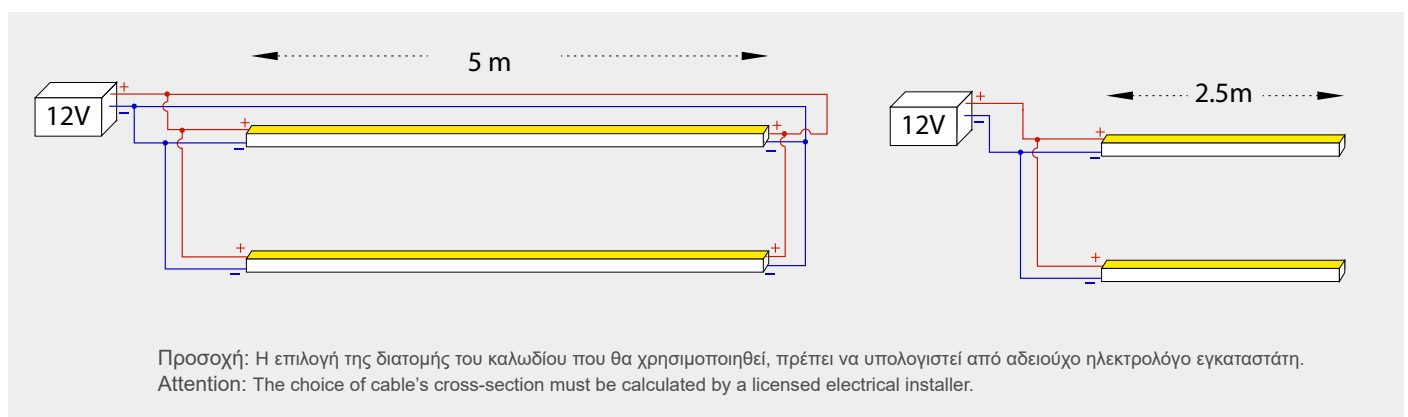 5 m
12V
+
−
+
−
+
−
+
−
+
−
2.5m
12V
+
−
+
−
+
−
Προσοχή: Η επιλογή της διατομής του καλωδίου που θα χρησιμοποιηθεί, πρέπει να υπολογιστεί από αδειούχο ηλεκτρολόγο εγκαταστάτη.
Attention: The choice of cable’s cross-section must be calculated by a licensed electrical installer.